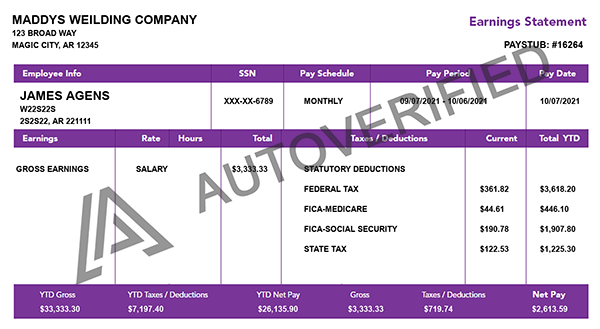 MADDYS WEILDING COMPANY
123 BROAD WAY
MAGIC CITY, AR 12345
Earnings Statement
PAYSTUB: #16264
Employee Info SSN Pay Schedule Pay Period Pay Date
JAMES AGENS
W22S22S
2S2S22, AR 221111
XXX-XX-6789 MONTHLY 09/07/2021 - 10/06/2021 10/07/2021
Earnings Rate Hours Total Taxes / Deductions Current Total YTD
GROSS EARNINGS SALARY $3,333.33 STATUTORY DEDUCTIONS
FEDERAL TAX $361.82 $3,618.20
FICA-MEDICARE $44.61 $446.10
FICA-SOCIAL SECURITY $190.78 $1,907.80
STATE TAX $122.53 $1,225.30
YTD Gross YTD Taxes / Deductions YTD Net Pay Gross Taxes / Deductions Net Pay
$33,333.30 $7,197.40 $26,135.90 $3,333.33 $719.74 $2,613.59
AUTOVERIFIED